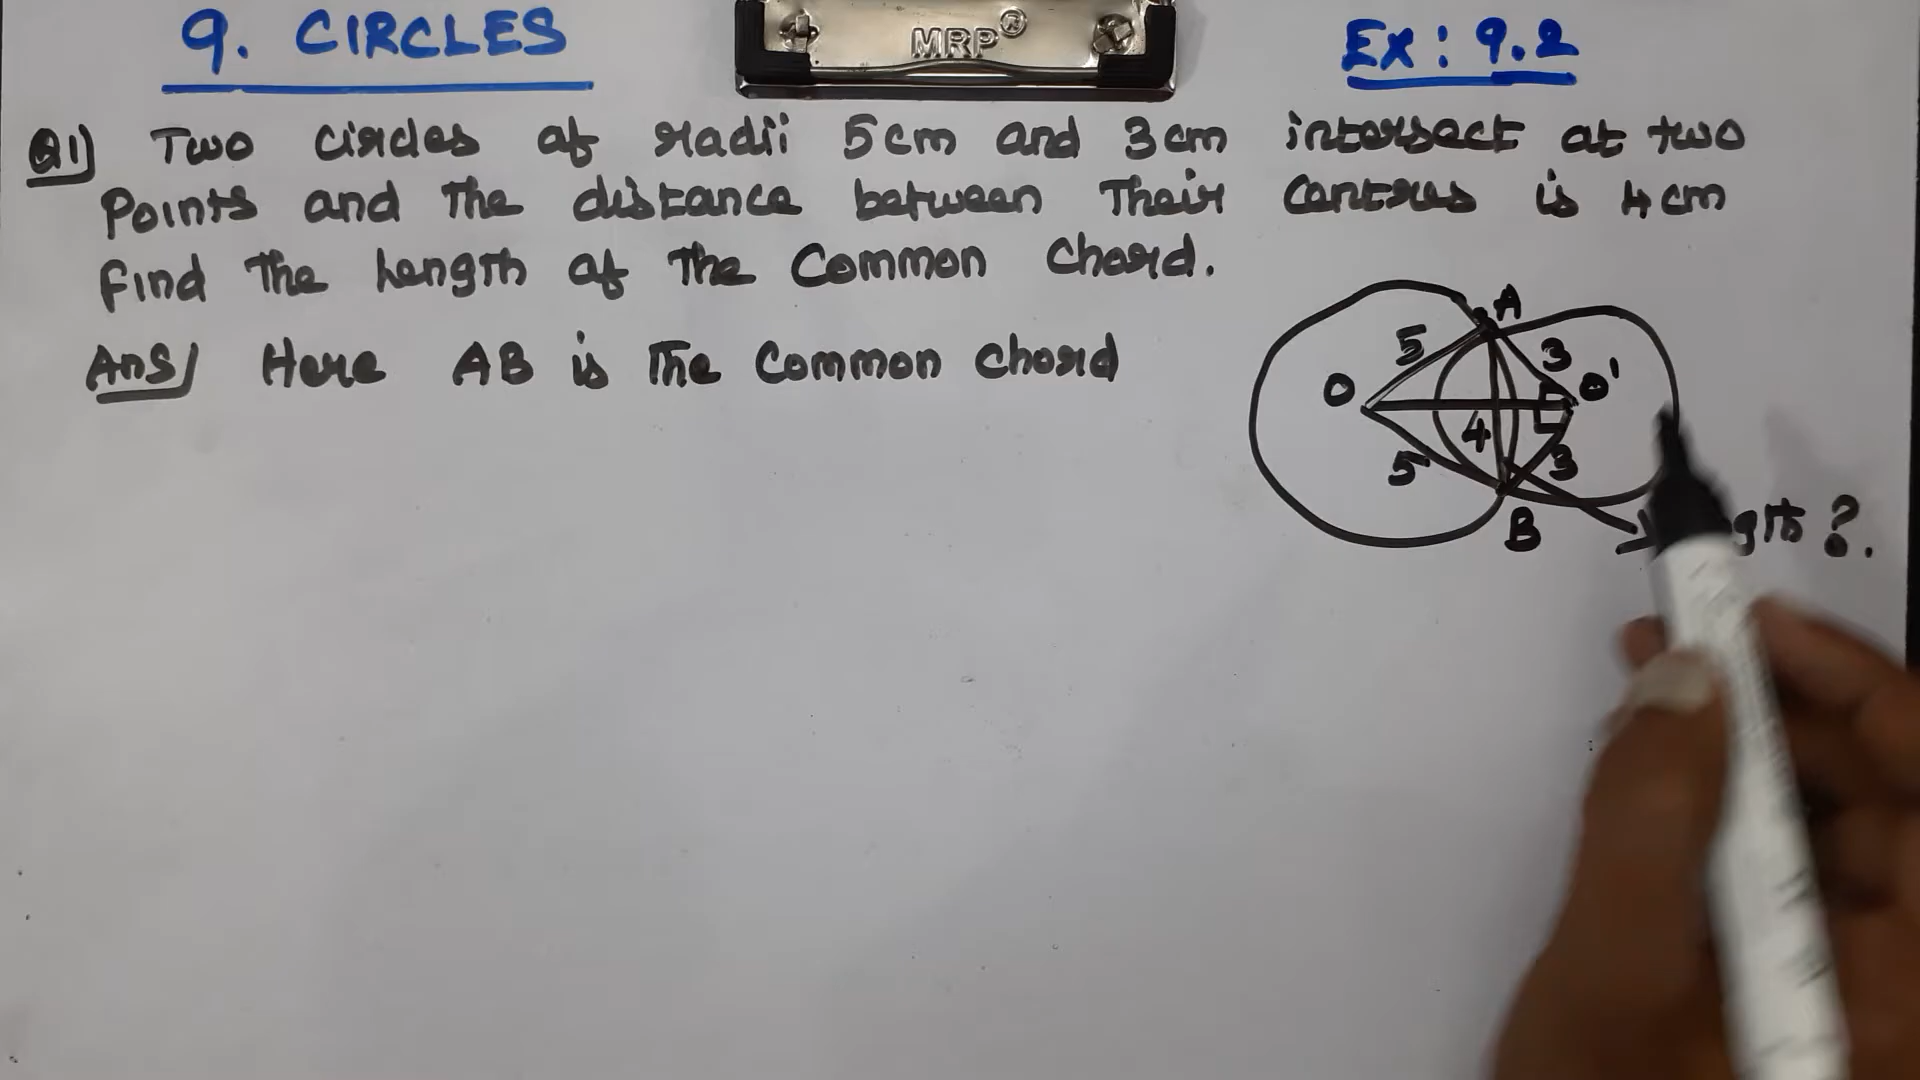 9. CIRCLES
MRP®
Ex: 9.2
Q1) Two circles of radii 5cm and 3cm intersect at two
Points and the distance between Their Centres is 4cm
Find the Length of the Common chord.
Ans/ Here AB is The Common chord
A
5
3
O
O'
4
5
3
B
?.